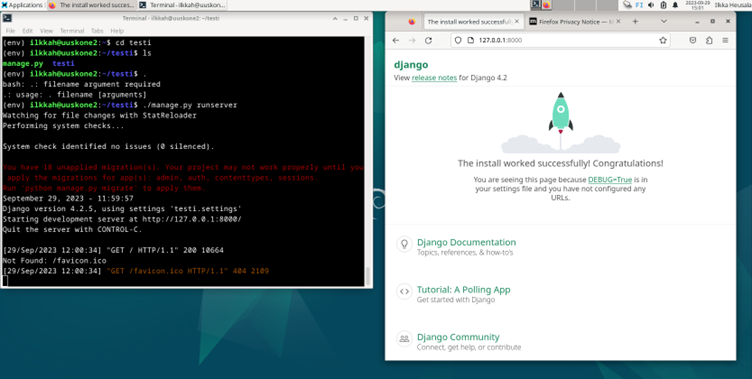 Applications
The install worked succes...
Terminal - ilkkah@uuskon...
2023-09-29
15:01
Ilkka Heusala
Terminal - ilkkah@uuskone2: ~/testi
File Edit View Terminal Tabs Help
(env) ilkkah@uuskone2:~$ cd testi
(env) ilkkah@uuskone2:~/testi$ ls
manage.py testi
(env) ilkkah@uuskone2:~/testi$ .
bash: .: filename argument required
.: usage: . filename [arguments]
(env) ilkkah@uuskone2:~/testi$ ./manage.py runserver
Watching for file changes with StatReloader
Performing system checks...
System check identified no issues (0 silenced).
You have 18 unapplied migration(s). Your project may not work properly until you
apply the migrations for app(s): admin, auth, contenttypes, sessions.
Run 'python manage.py migrate' to apply them.
September 29, 2023 - 11:59:57
Django version 4.2.5, using settings 'testi.settings'
Starting development server at http://127.0.0.1:8000/
Quit the server with CONTROL-C.
[29/Sep/2023 12:00:34] "GET / HTTP/1.1" 200 10664
Not Found: /favicon.ico
[29/Sep/2023 12:00:34] "GET /favicon.ico HTTP/1.1" 404 2109
The install worked successful
Firefox Privacy Notice — M
127.0.0.1:8000
django
View release notes for Django 4.2
The install worked successfully! Congratulations!
You are seeing this page because DEBUG=True is in
your settings file and you have not configured any
URLs.
Django Documentation
Topics, references, & how-to's
Tutorial: A Polling App
Get started with Django
Django Community
Connect, get help, or contribute